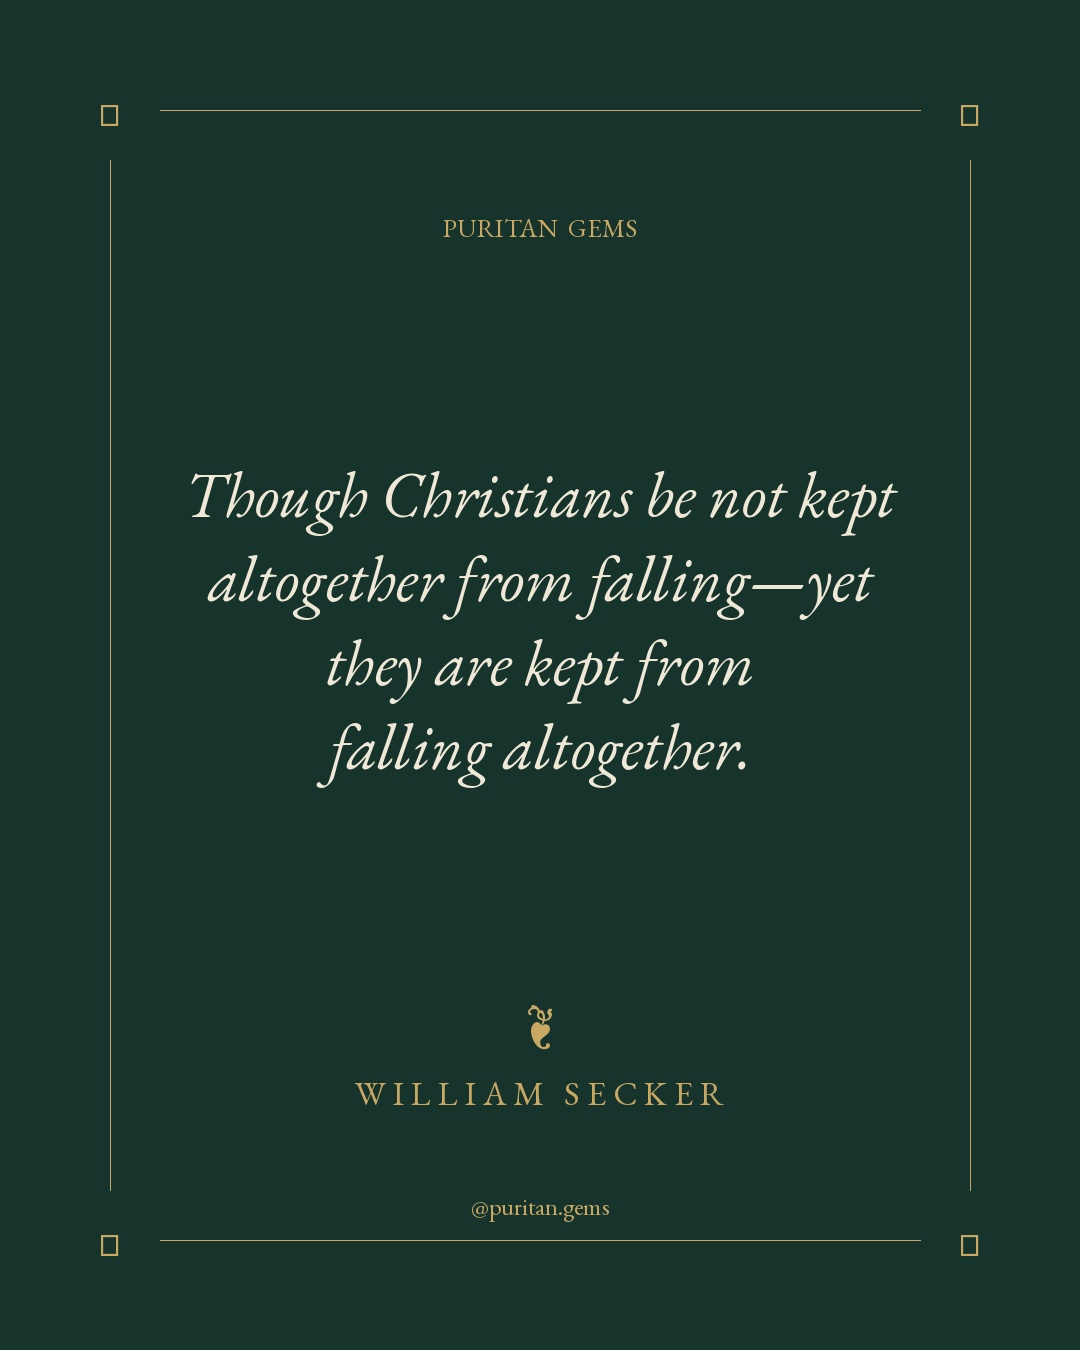 PURITAN GEMS
Though Christians be not kept
altogether from falling—yet
they are kept from
falling altogether.
WILLIAM SECKER
@puritan.gems